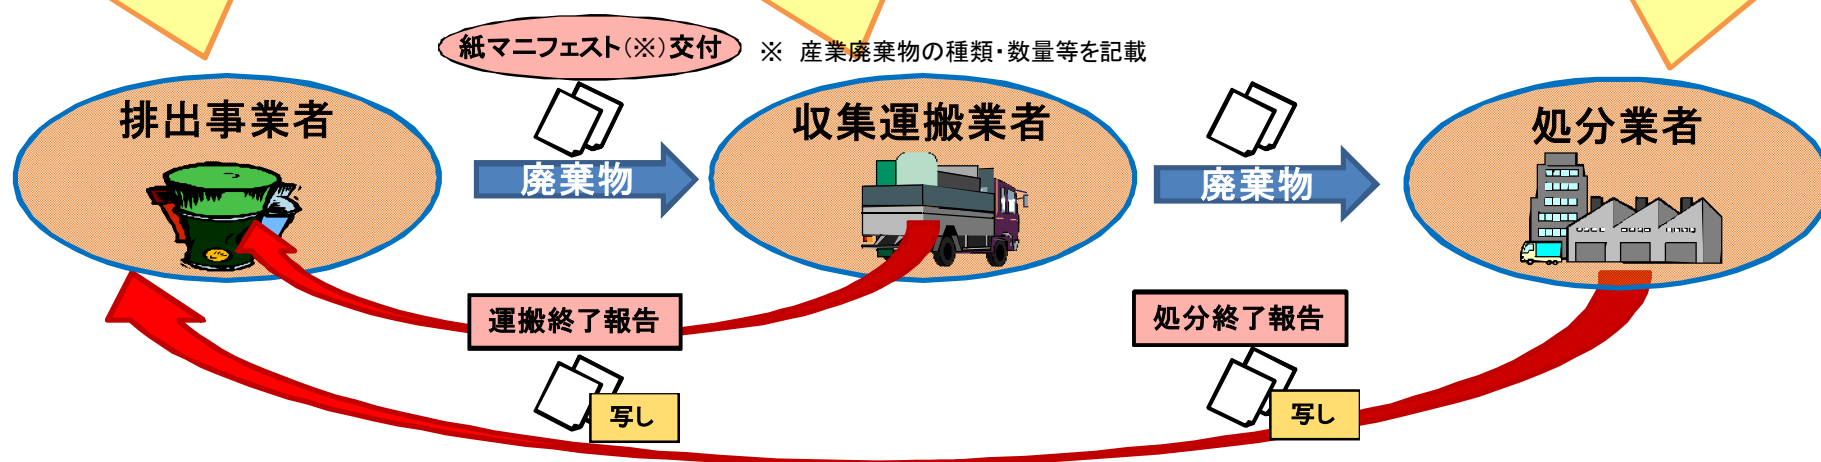 紙マニフェスト(※)交付
※ 産業廃棄物の種類・数量等を記載
排出事業者
廃棄物
収集運搬業者
廃棄物
処分業者
運搬終了報告
写し
処分終了報告
写し